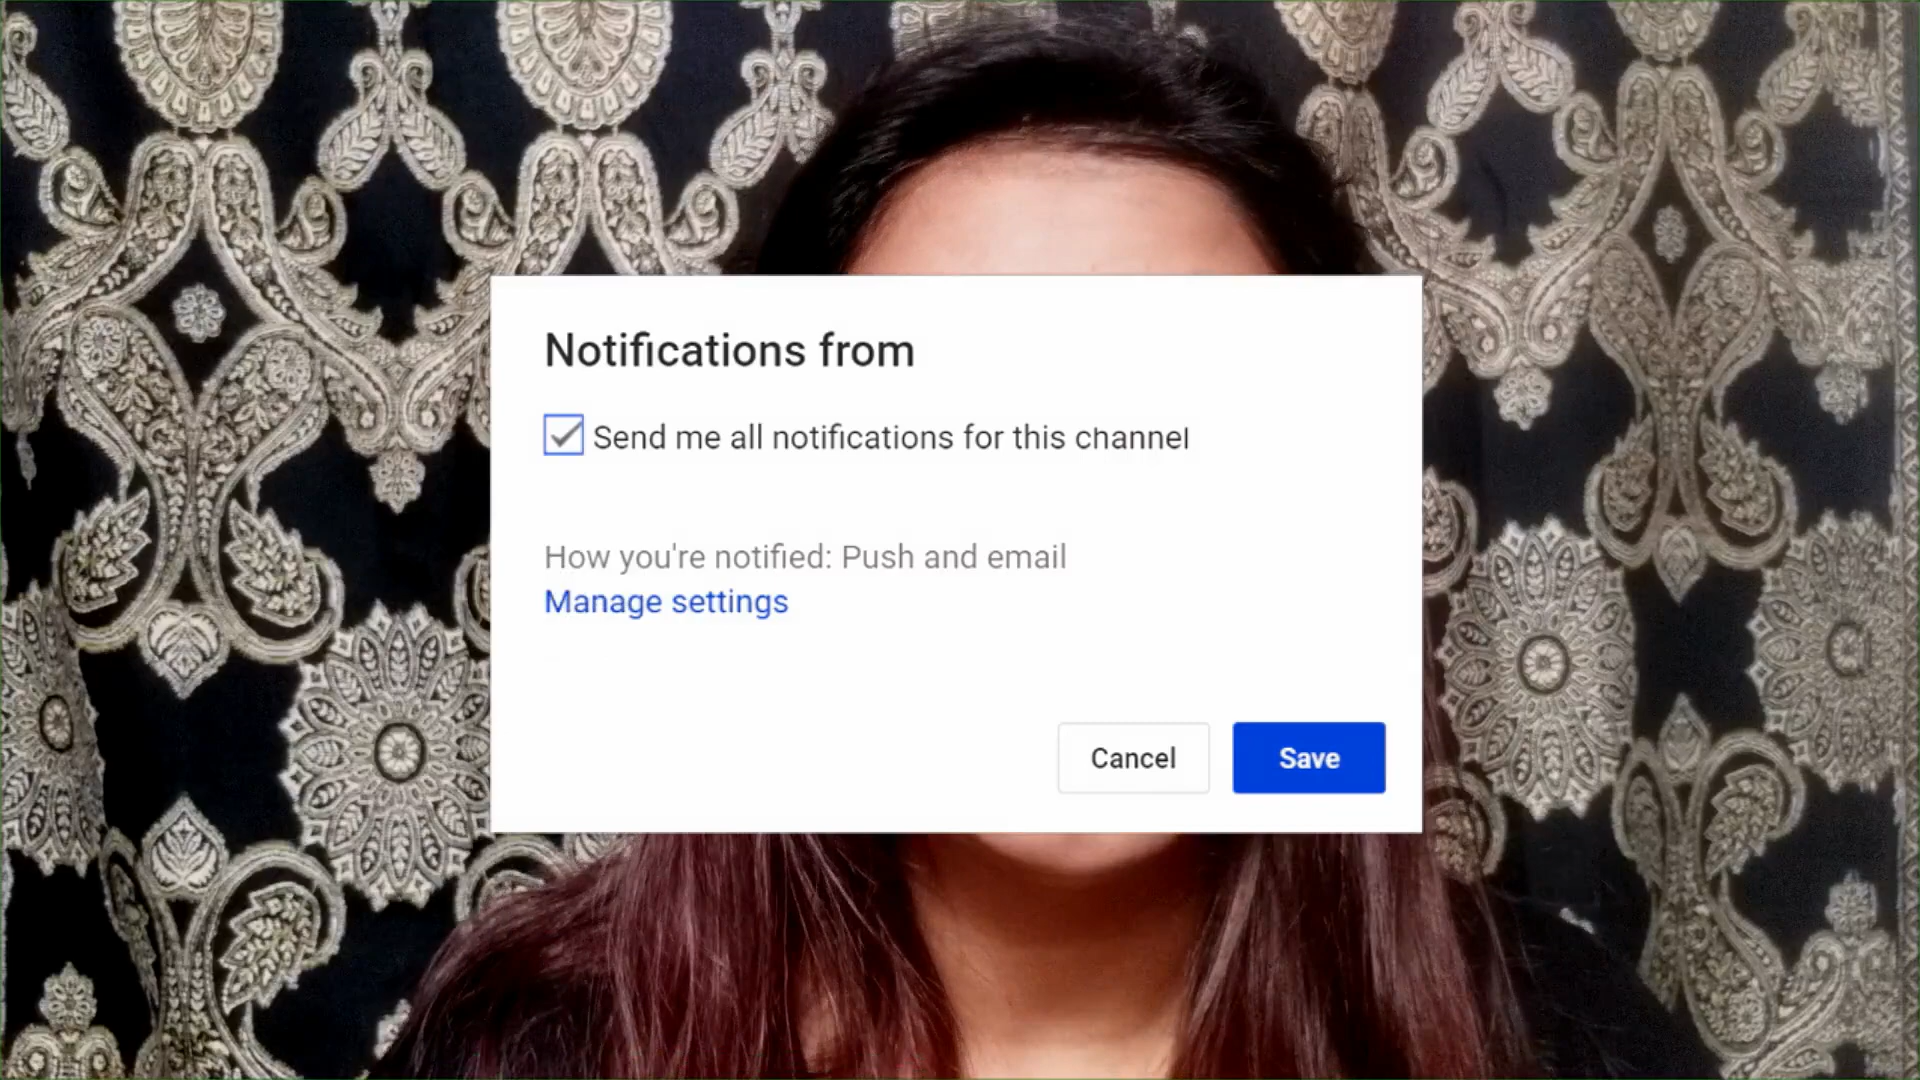 Notifications from
Send me all notifications for this channel
How you're notified: Push and email
Manage settings
Cancel
Save